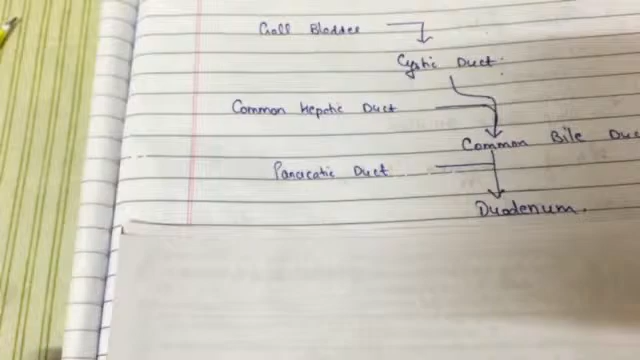 Gall Bladder
Cystic Duct.
Common Hepatic Duct
Common Bile Duc
Pancreatic Duct
Duodenum.